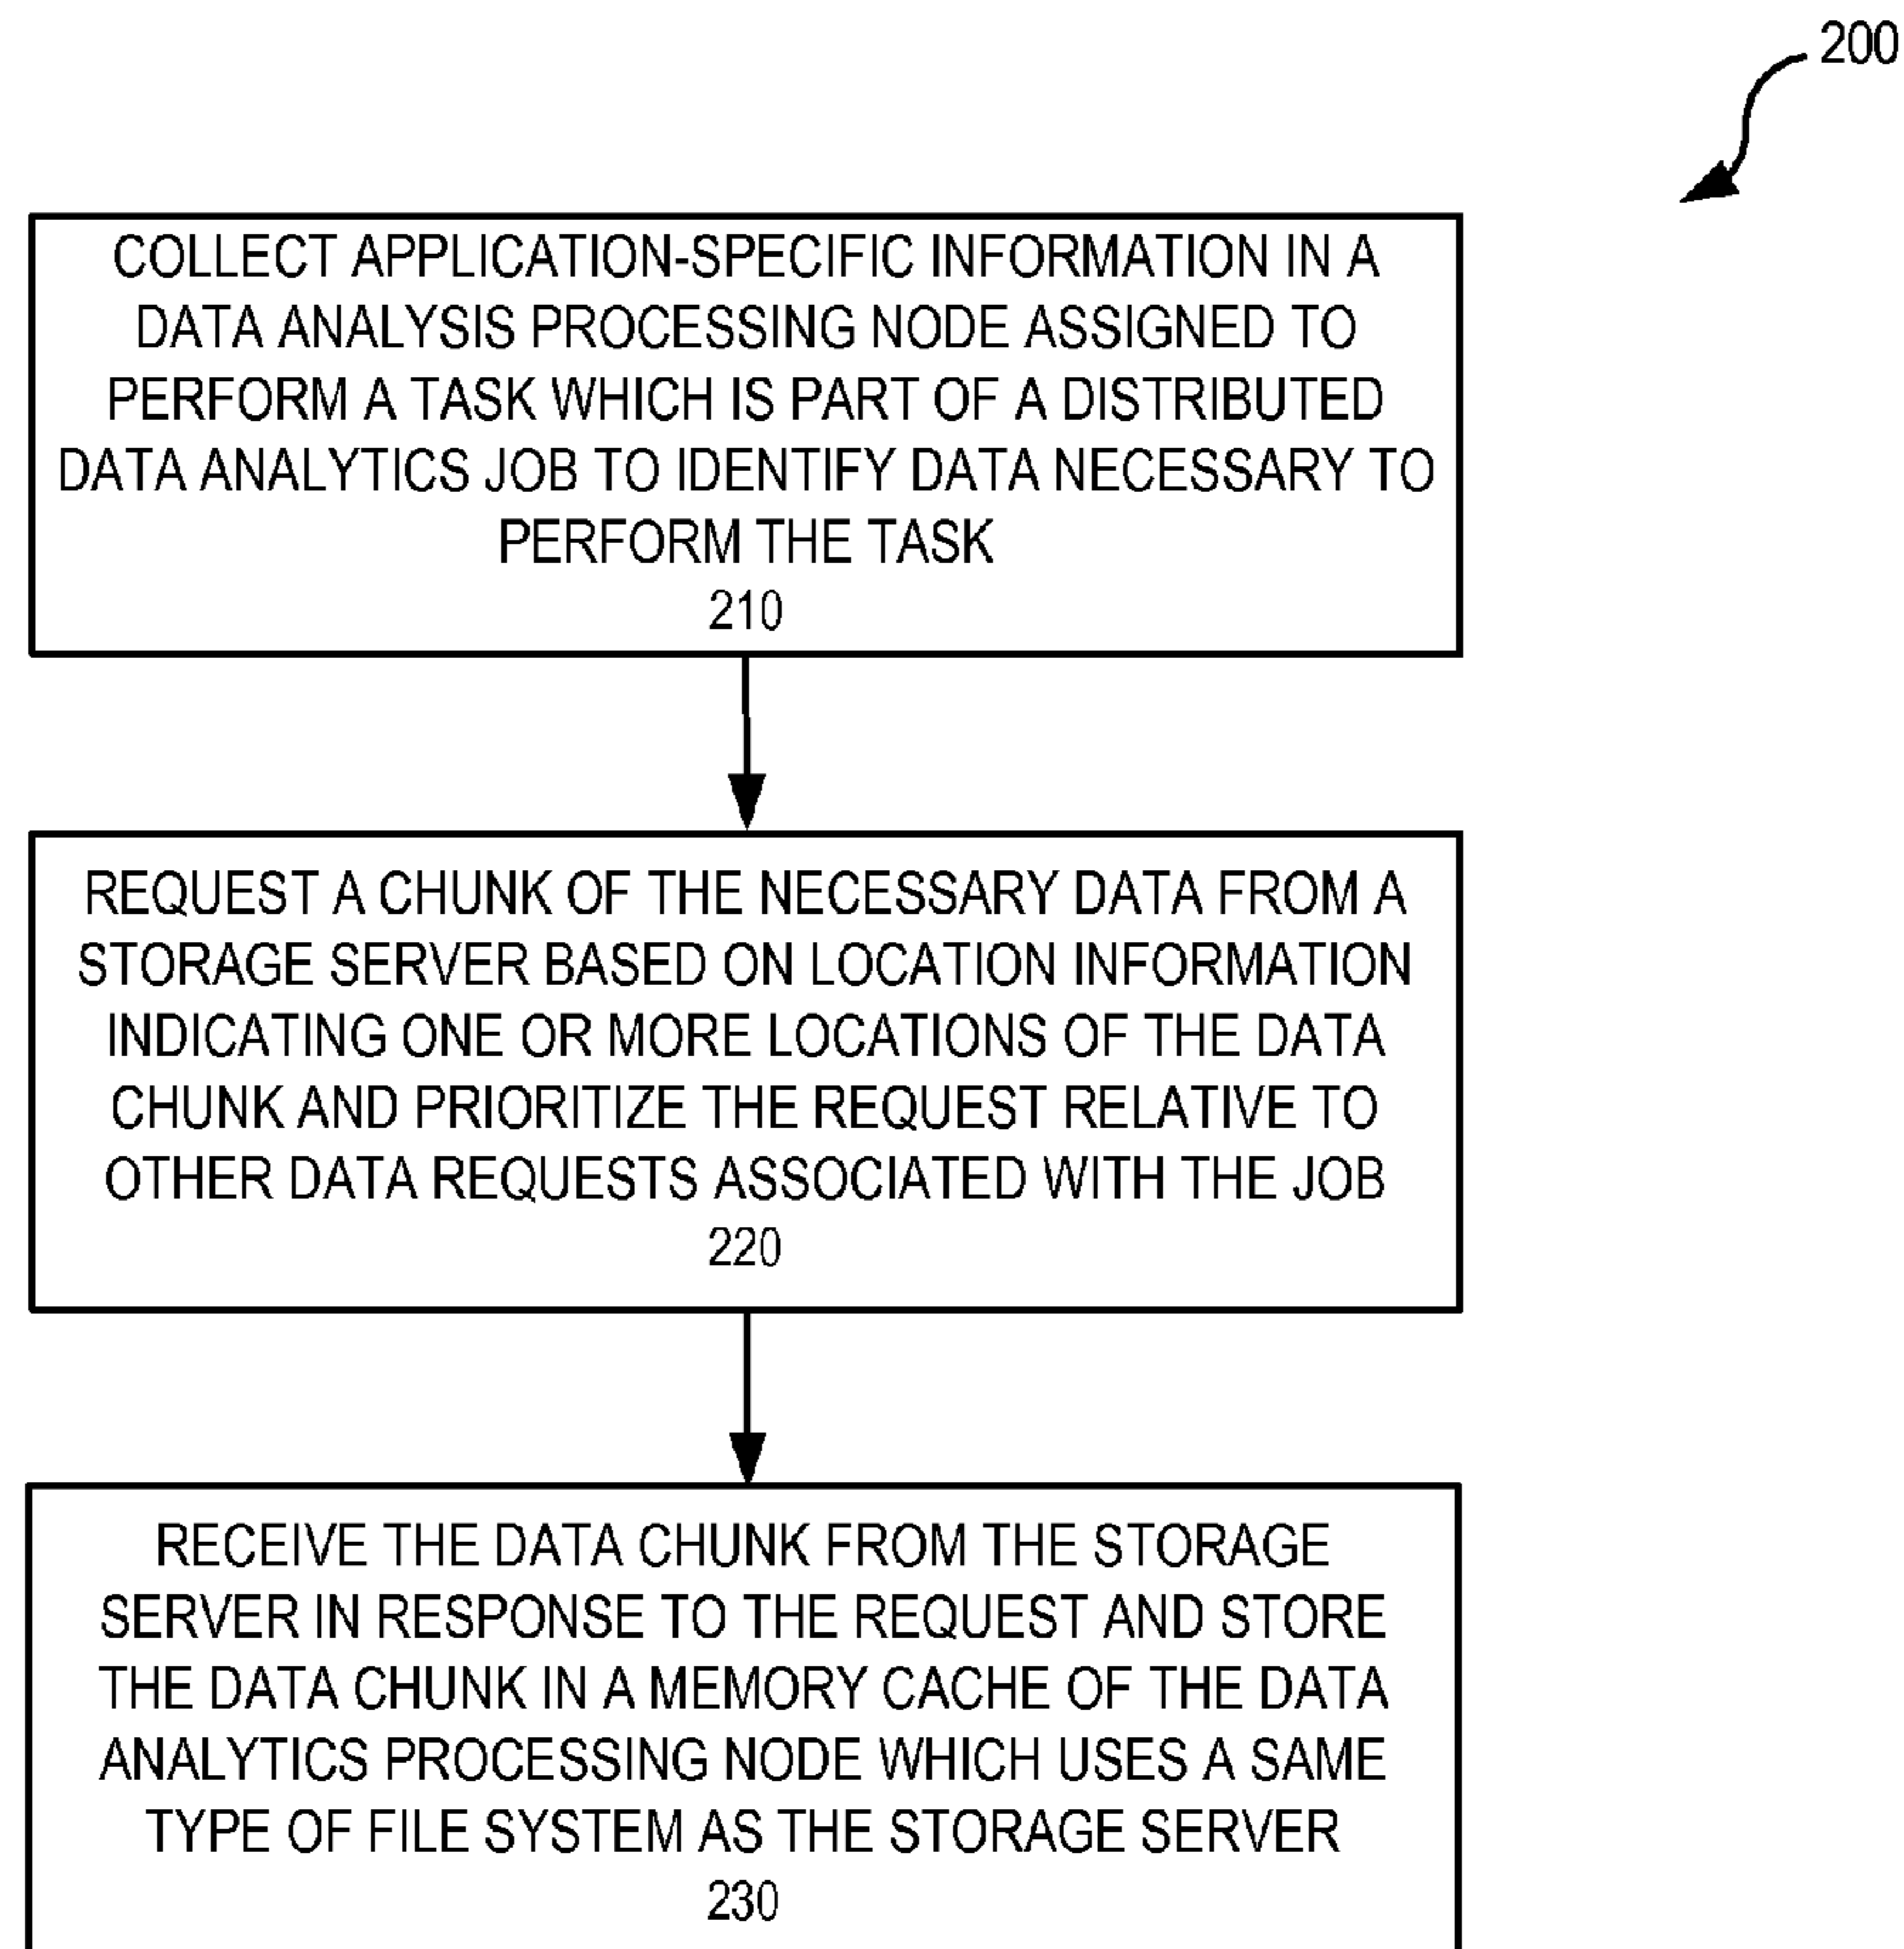 200
COLLECT APPLICATION-SPECIFIC INFORMATION IN A
DATA ANALYSIS PROCESSING NODE ASSIGNED TO
PERFORM A TASK WHICH IS PART OF A DISTRIBUTED
DATA ANALYTICS JOB TO IDENTIFY DATA NECESSARY TO
PERFORM THE TASK
210
REQUEST A CHUNK OF THE NECESSARY DATA FROM A
STORAGE SERVER BASED ON LOCATION INFORMATION
INDICATING ONE OR MORE LOCATIONS OF THE DATA
CHUNK AND PRIORITIZE THE REQUEST RELATIVE TO
OTHER DATA REQUESTS ASSOCIATED WITH THE JOB
220
RECEIVE THE DATA CHUNK FROM THE STORAGE
SERVER IN RESPONSE TO THE REQUEST AND STORE
THE DATA CHUNK IN A MEMORY CACHE OF THE DATA
ANALYTICS PROCESSING NODE WHICH USES A SAME
TYPE OF FILE SYSTEM AS THE STORAGE SERVER
230